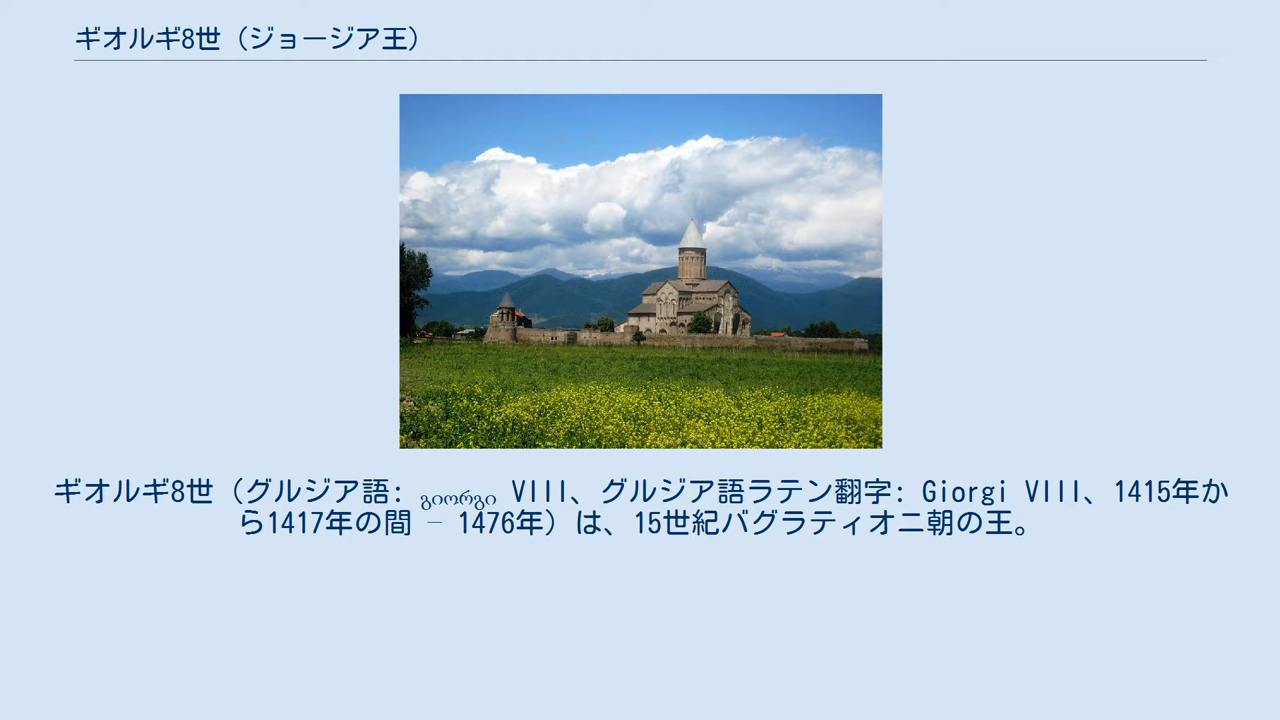 ギオルギ8世（ジョージア王）
ギオルギ8世（グルジア語: გიორგი VIII、グルジア語ラテン翻字: Giorgi VIII、1415年か
ら1417年の間 – 1476年）は、15世紀バグラティオニ朝の王。